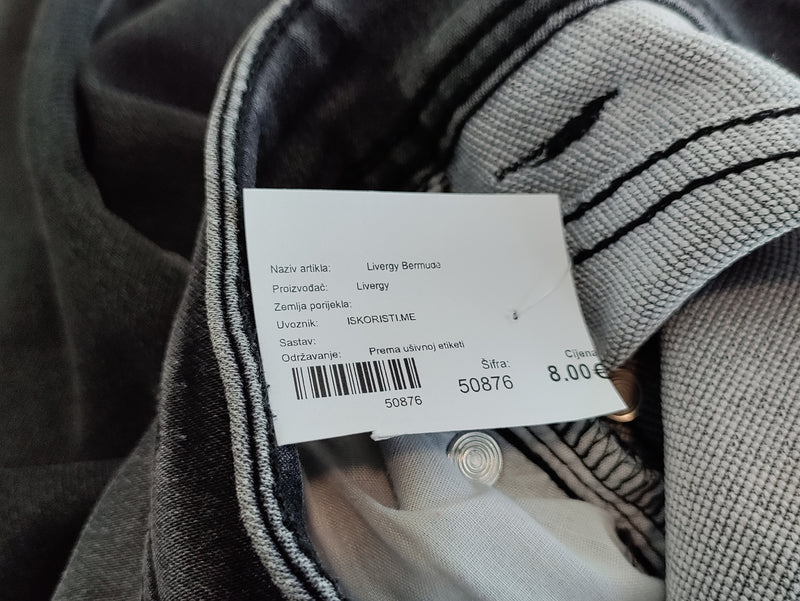 Naziv artikla: Livergy Bermuda
Proizvođač: Livergy
Zemlja porijekla:
Uvoznik: ISKORISTI.ME
Sastav:
Održavanje: Prema ušivnoj etiketi
Šifra: Cijena
50876 50876 8.00€